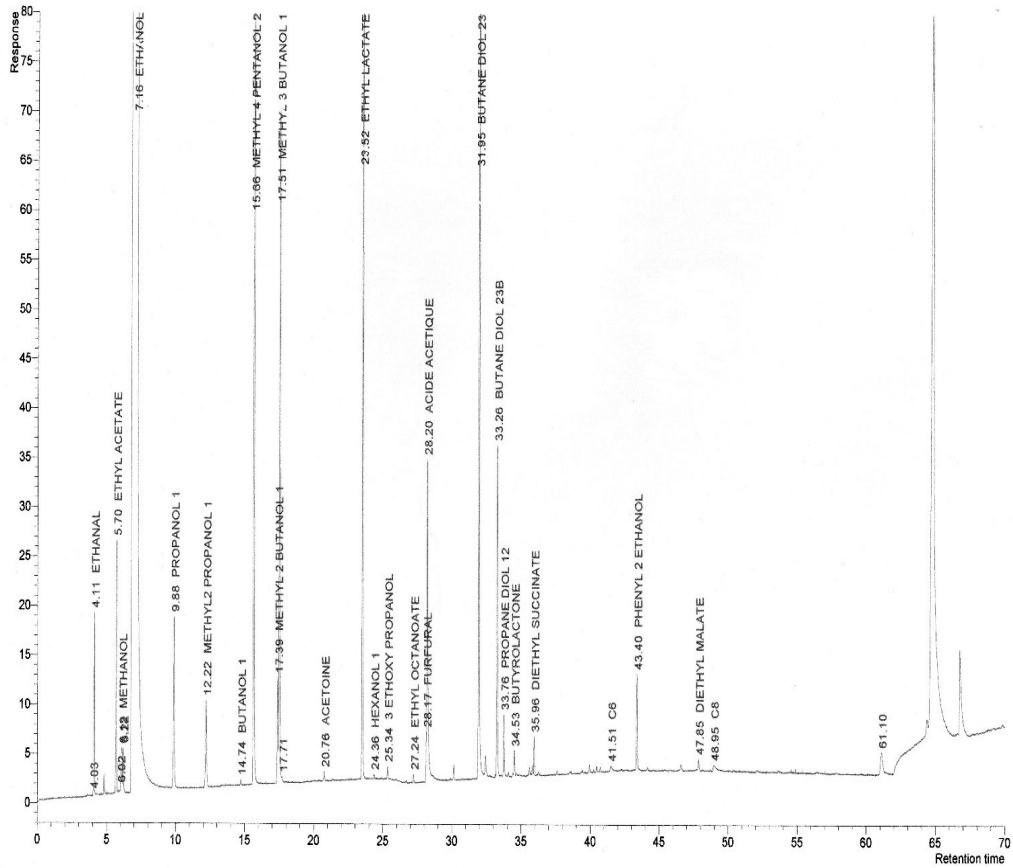 Response
80
75
70
65
60
55
50
45
40
35
30
25
20
15
10
5
0
4.03
4.11 ETHANAL
5.70 ETHYL ACETATE
6.02
METHANOL
7.16 ETHANOL
9.88 PROPANOL 1
12.22 METHYL2 PROPANOL 1
14.74 BUTANOL 1
15.66 METHYL 4 PENTANOL 2
17.39 METHYL 2 BUTANOL 1
17.51 METHYL 3 BUTANOL 1
17.71
20.76 ACETOINE
23.52 ETHYL LACTATE
24.36 HEXANOL 1
25.34 3 ETHOXY PROPANOL
27.24 ETHYL OCTANOATE
28.17 FURFURAL
28.20 ACIDE ACETIQUE
31.95 BUTANE DIOL 23
33.26 BUTANE DIOL 23B
33.76 PROPANE DIOL 12
34.53 BUTYROLACTONE
35.96 DIETHYL SUCCINATE
41.51 C6
43.40 PHENYL 2 ETHANOL
47.85 DIETHYL MALATE
48.95 C8
61.10
0 5 10 15 20 25 30 35 40 45 50 55 60 65 70
Retention time